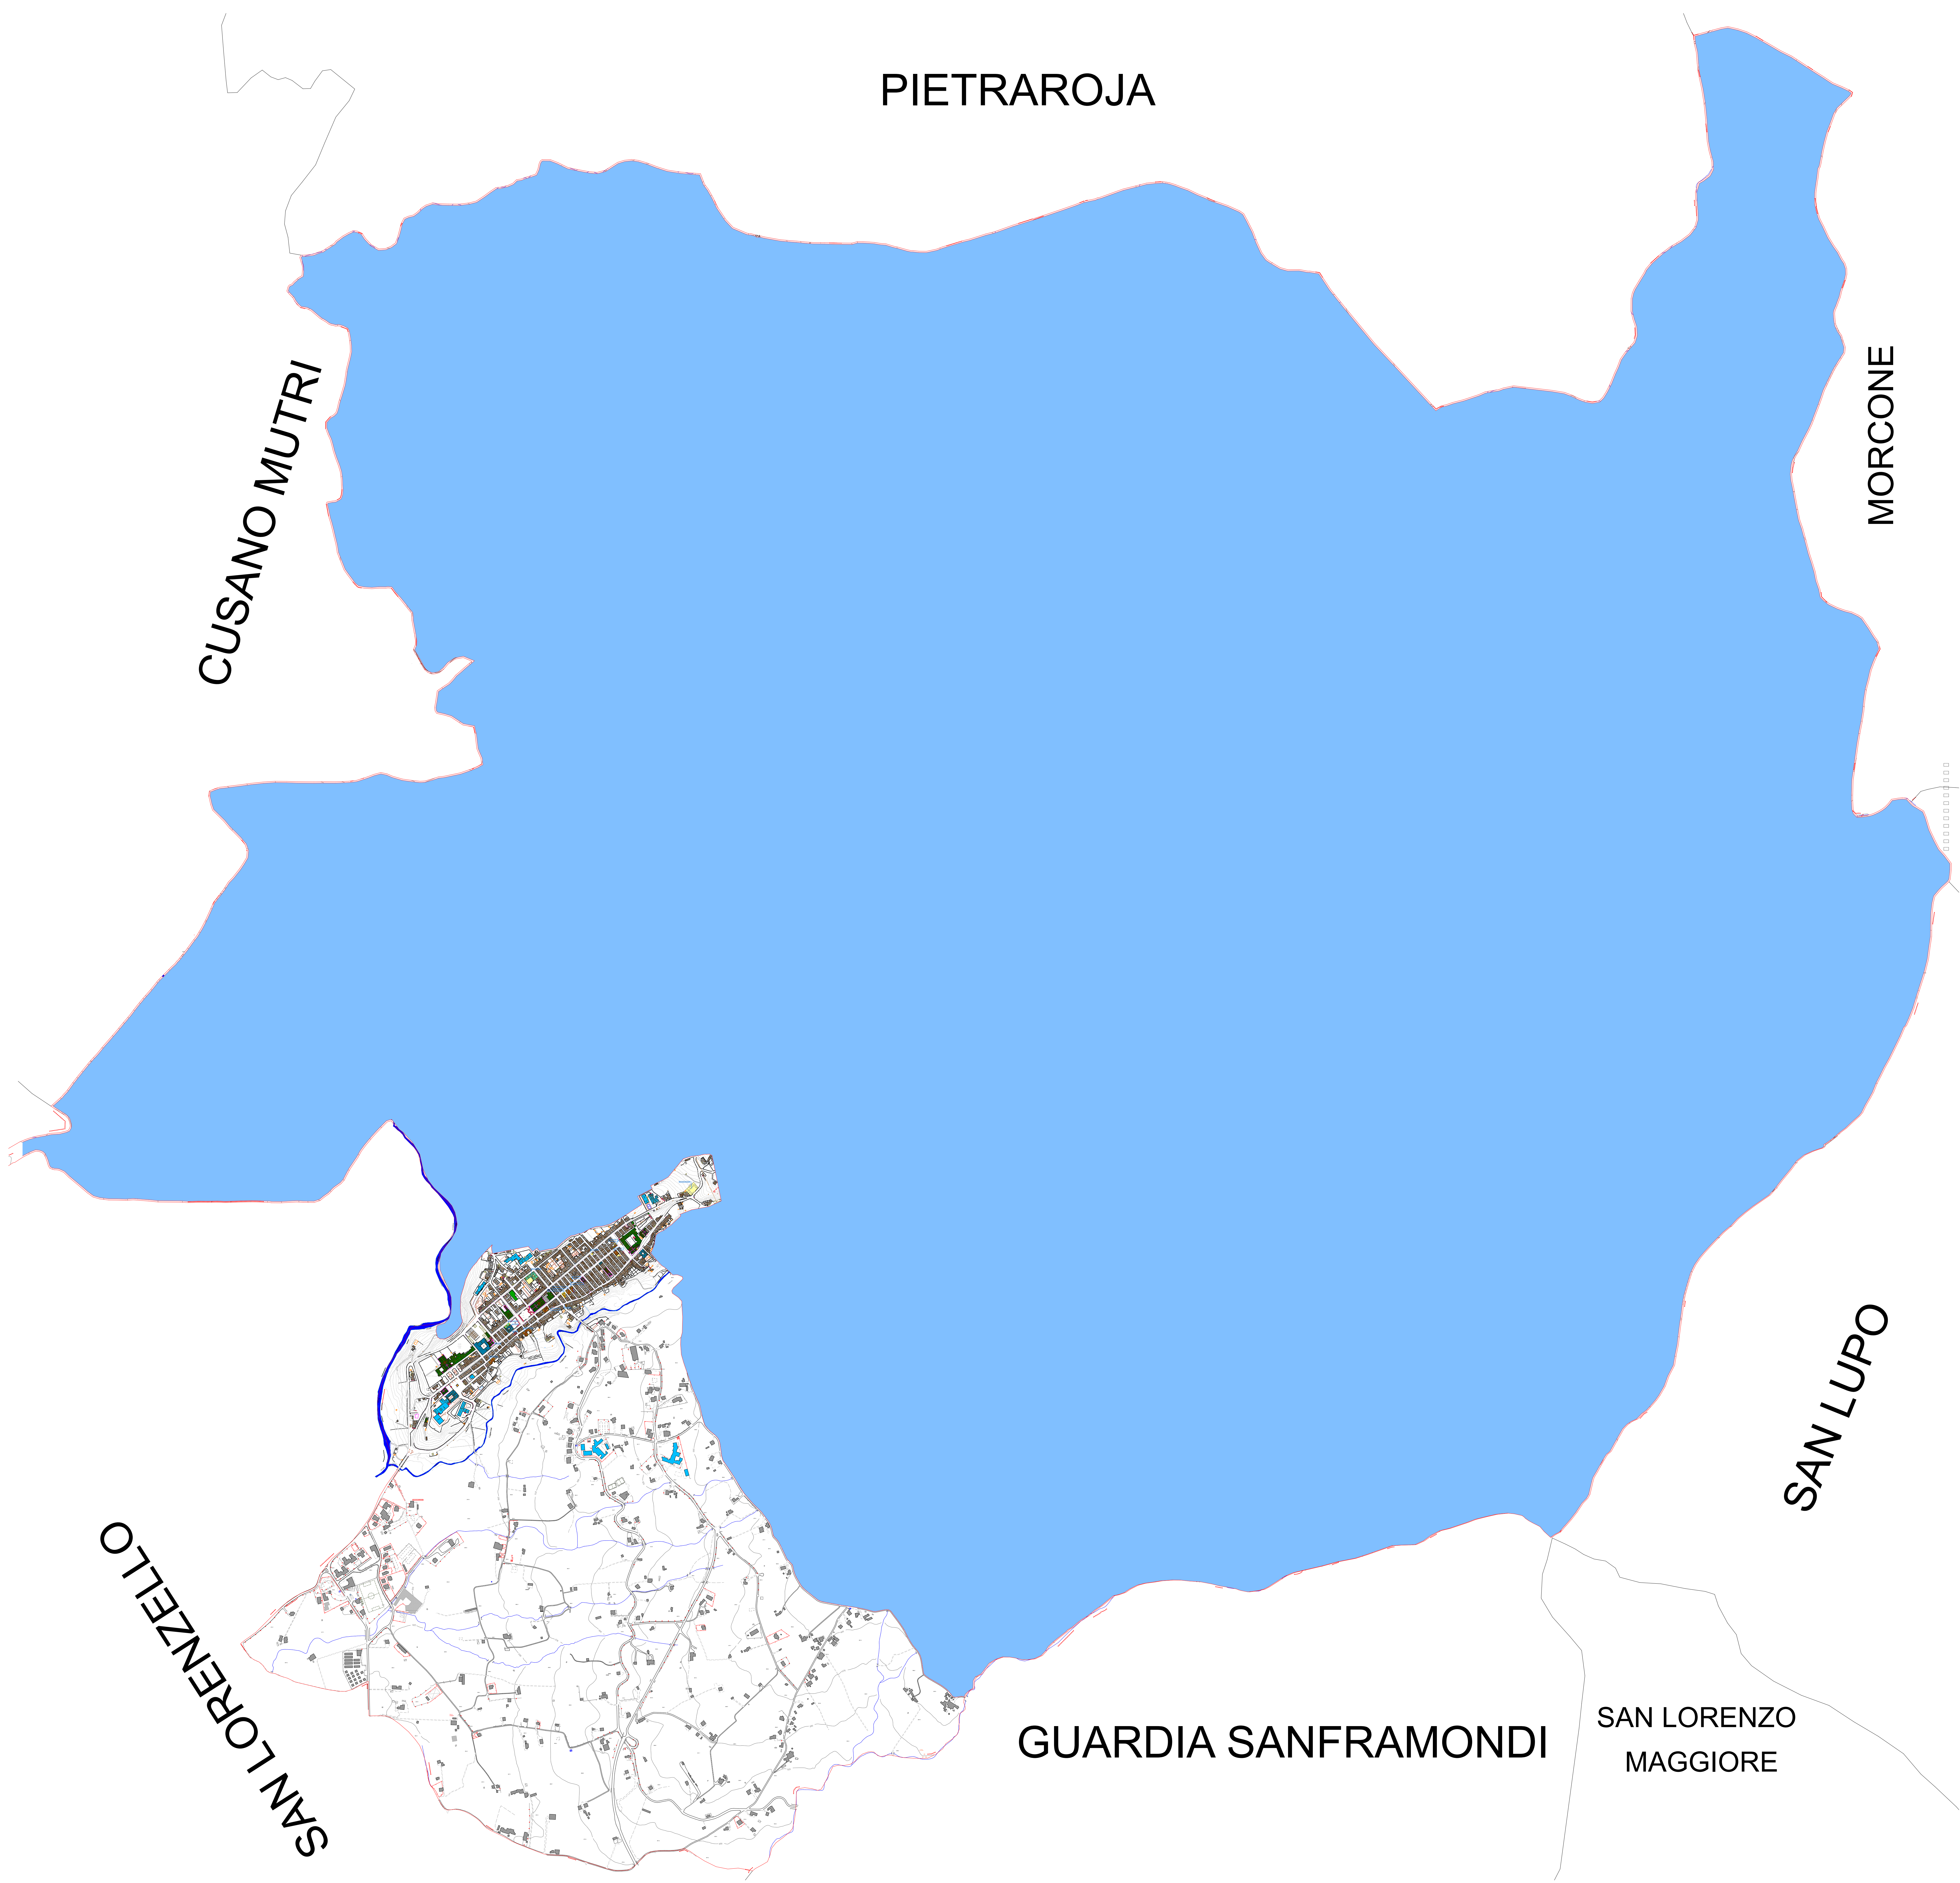 PIETRAROJA
CUSANO MUTRI
MORCONE
SAN LUPO
SAN LORENZELLO
GUARDIA SANFRAMONDI
SAN LORENZO
MAGGIORE